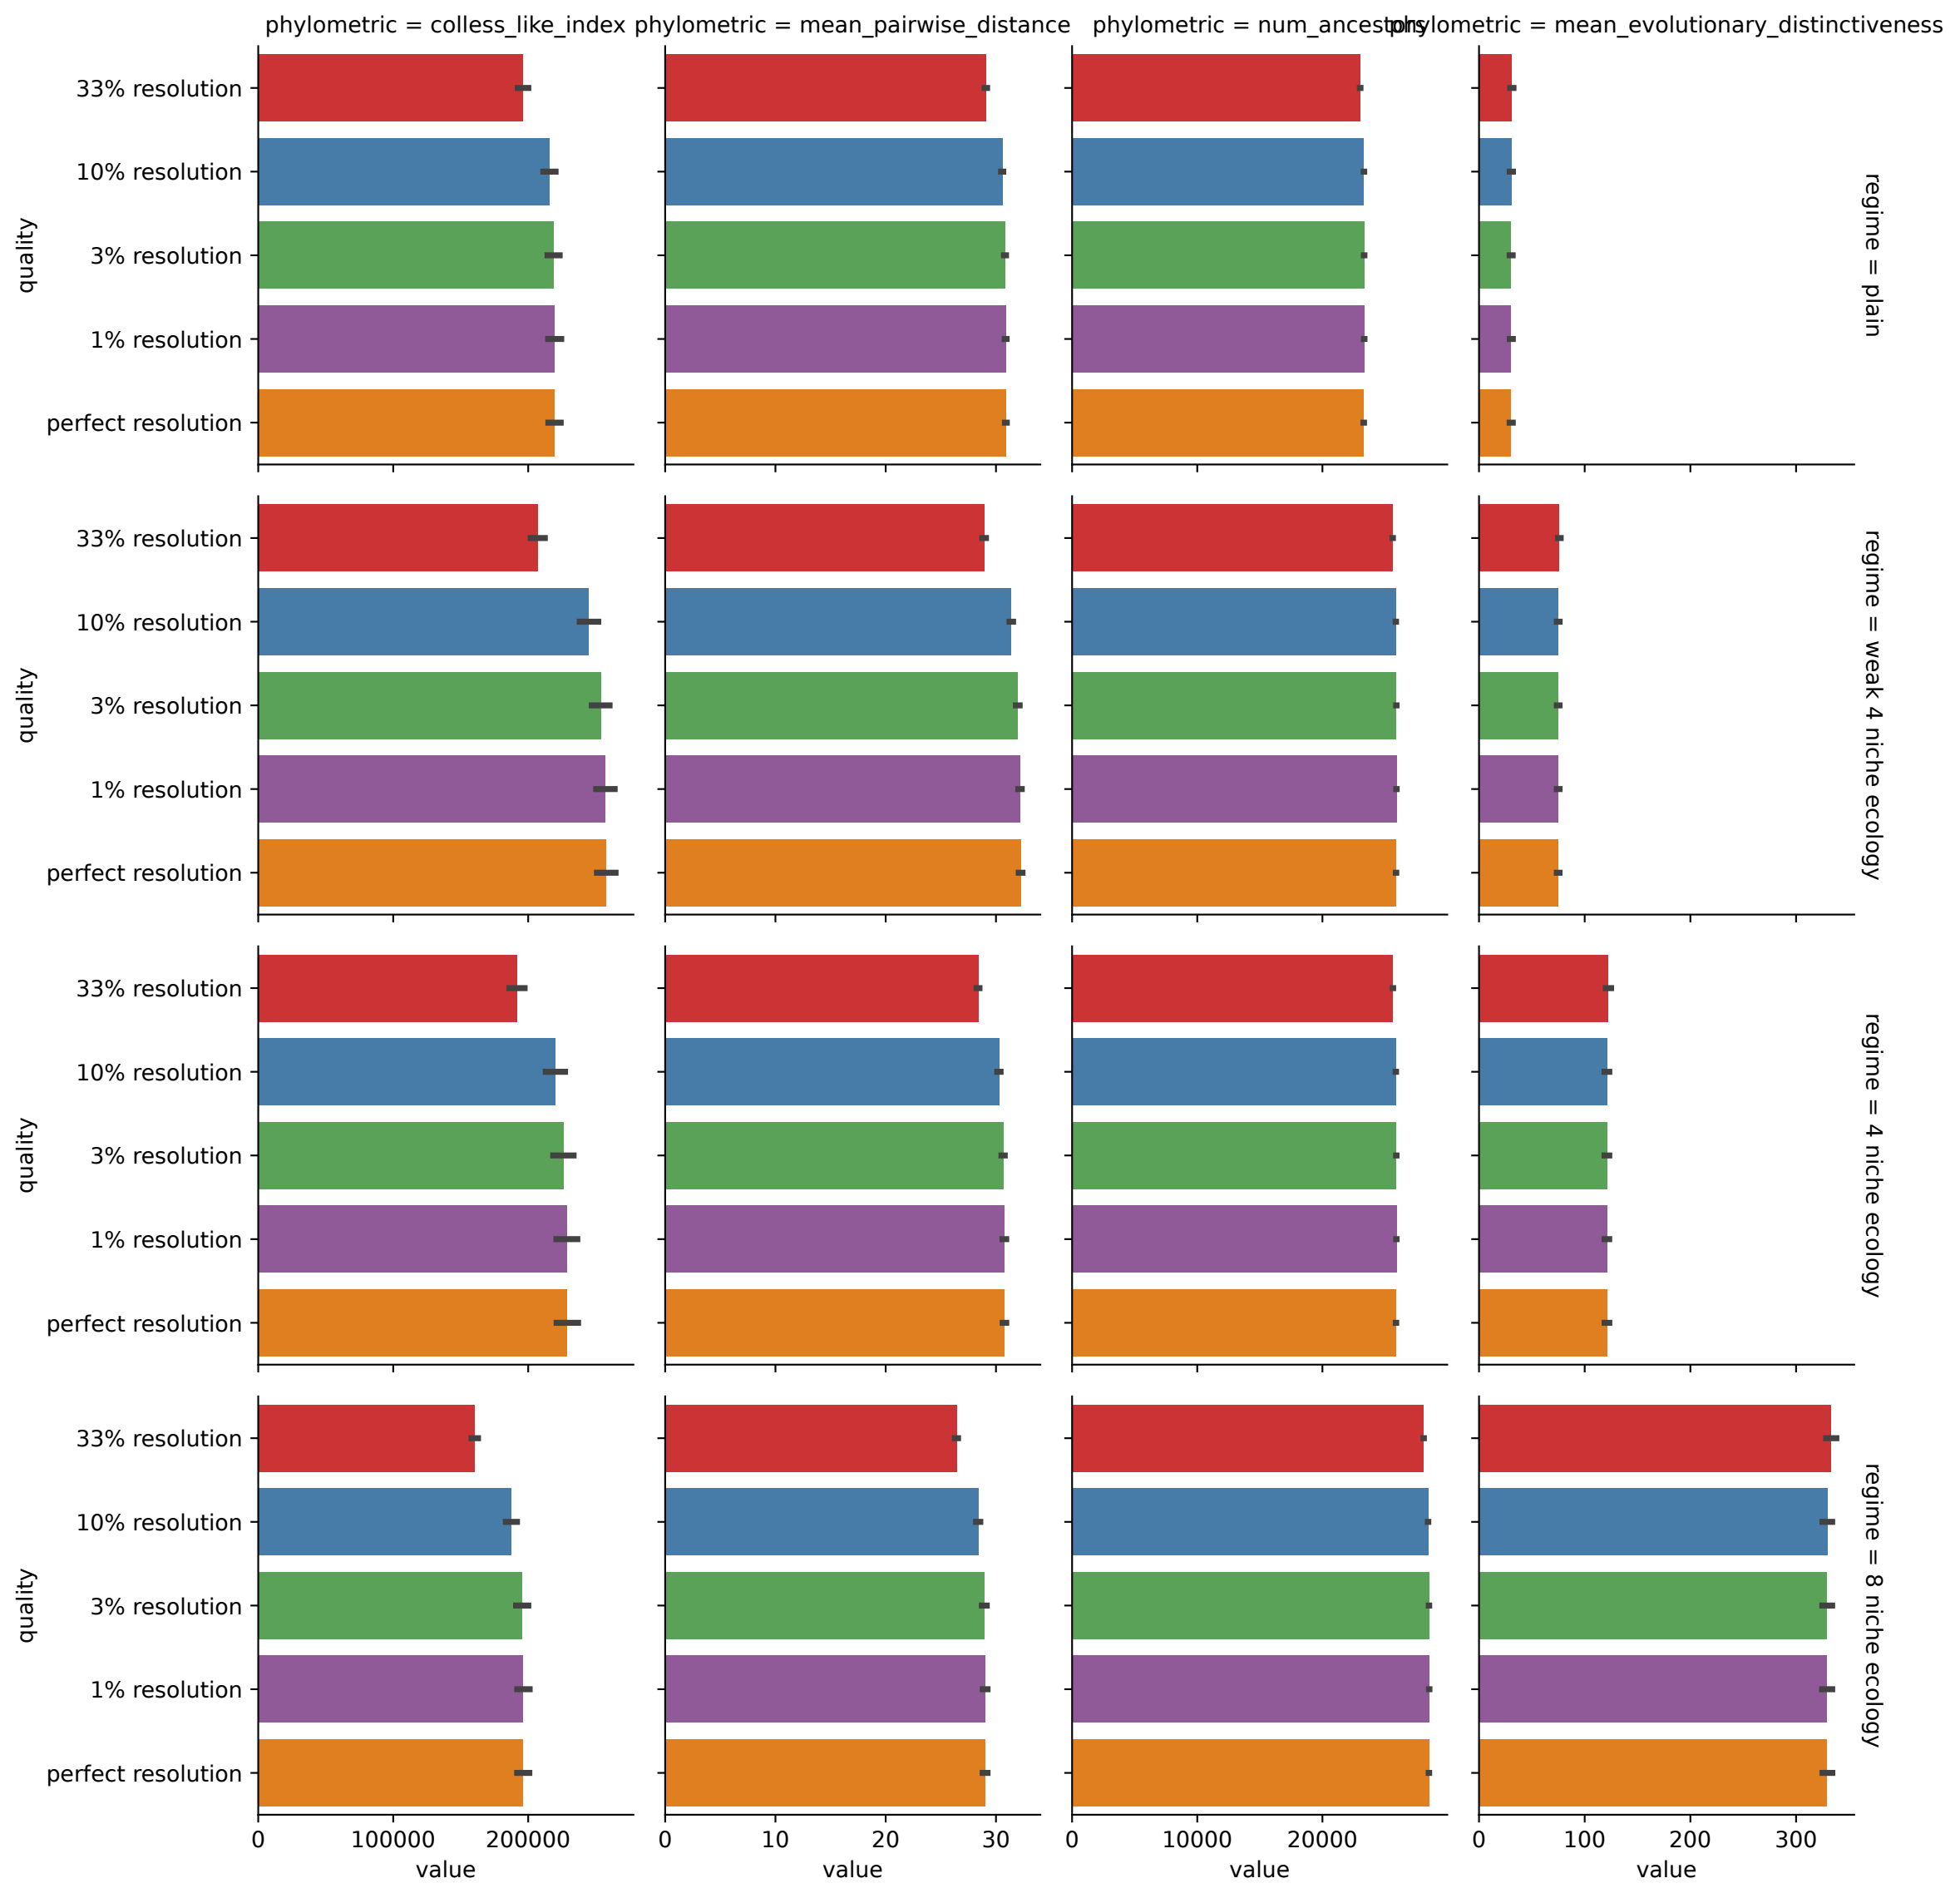 phylometric = colless_like_index
phylometric = mean_pairwise_distance
phylometric = num_ancestors
phylometric = mean_evolutionary_distinctiveness
quality
33% resolution
10% resolution
3% resolution
1% resolution
perfect resolution
regime = plain
quality
33% resolution
10% resolution
3% resolution
1% resolution
perfect resolution
regime = weak 4 niche ecology
quality
33% resolution
10% resolution
3% resolution
1% resolution
perfect resolution
regime = 4 niche ecology
quality
33% resolution
10% resolution
3% resolution
1% resolution
perfect resolution
regime = 8 niche ecology
0 100000 200000
0 10 20 30
0 10000 20000
0 100 200 300
value
value
value
value